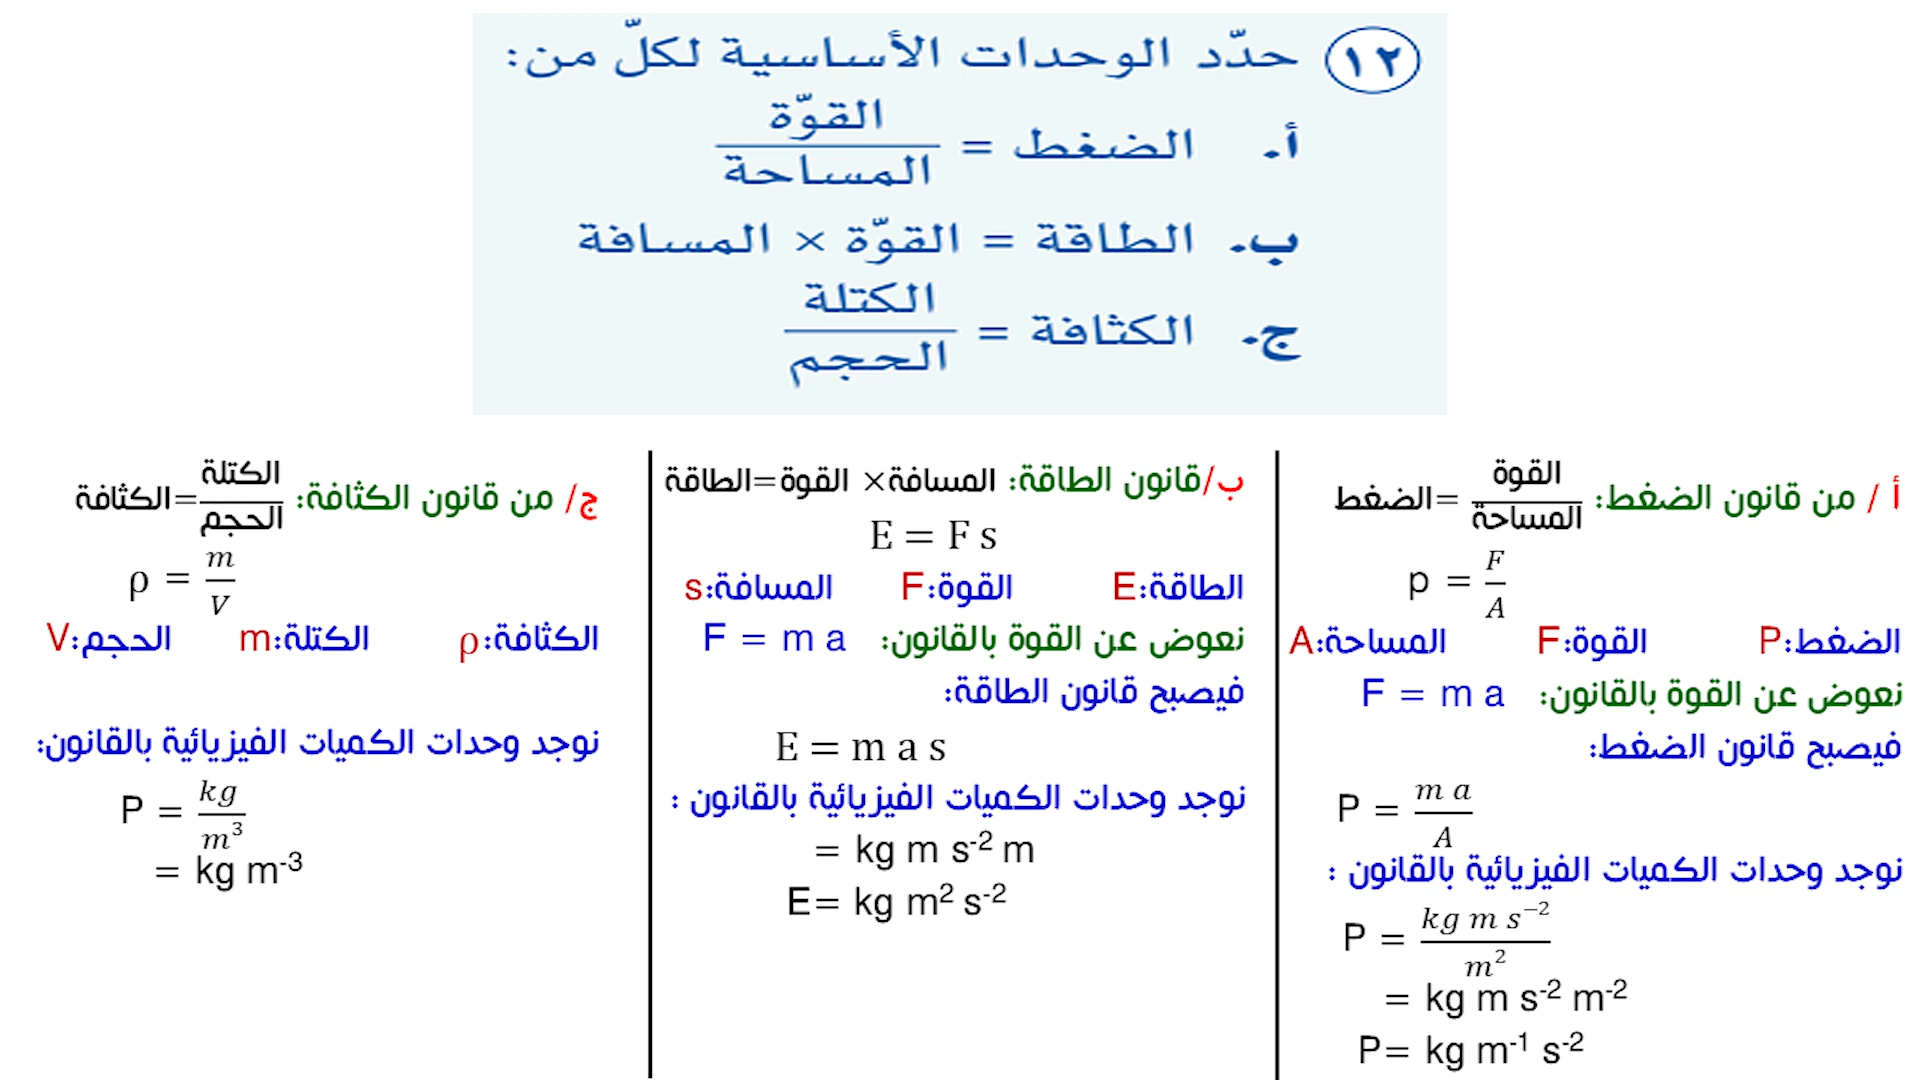 ١٢ حدّد الوحدات الأساسية لكلّ من:
أ. الضغط = القوّة / المساحة
ب. الطاقة = القوّة × المسافة
ج. الكثافة = الكتلة / الحجم
أ / من قانون الضغط: القوة / المساحة =الضغط
p = F / A
الضغط:P القوة:F المساحة:A
نعوض عن القوة بالقانون: F = m a
فيصبح قانون الضغط:
P = m a / A
نوجد وحدات الكميات الفيزيائية بالقانون :
P = kg m s⁻² / m²
= kg m s⁻² m⁻²
P= kg m⁻¹ s⁻²
ب/قانون الطاقة: المسافة× القوة=الطاقة
E = F s
الطاقة:E القوة:F المسافة:s
نعوض عن القوة بالقانون: F = m a
فيصبح قانون الطاقة:
E = m a s
نوجد وحدات الكميات الفيزيائية بالقانون :
= kg m s⁻² m
E= kg m² s⁻²
ج/ من قانون الكثافة: الكتلة / الحجم=الكثافة
ρ = m / V
الكثافة:ρ الكتلة:m الحجم:V
نوجد وحدات الكميات الفيزيائية بالقانون:
P = kg / m³
= kg m⁻³